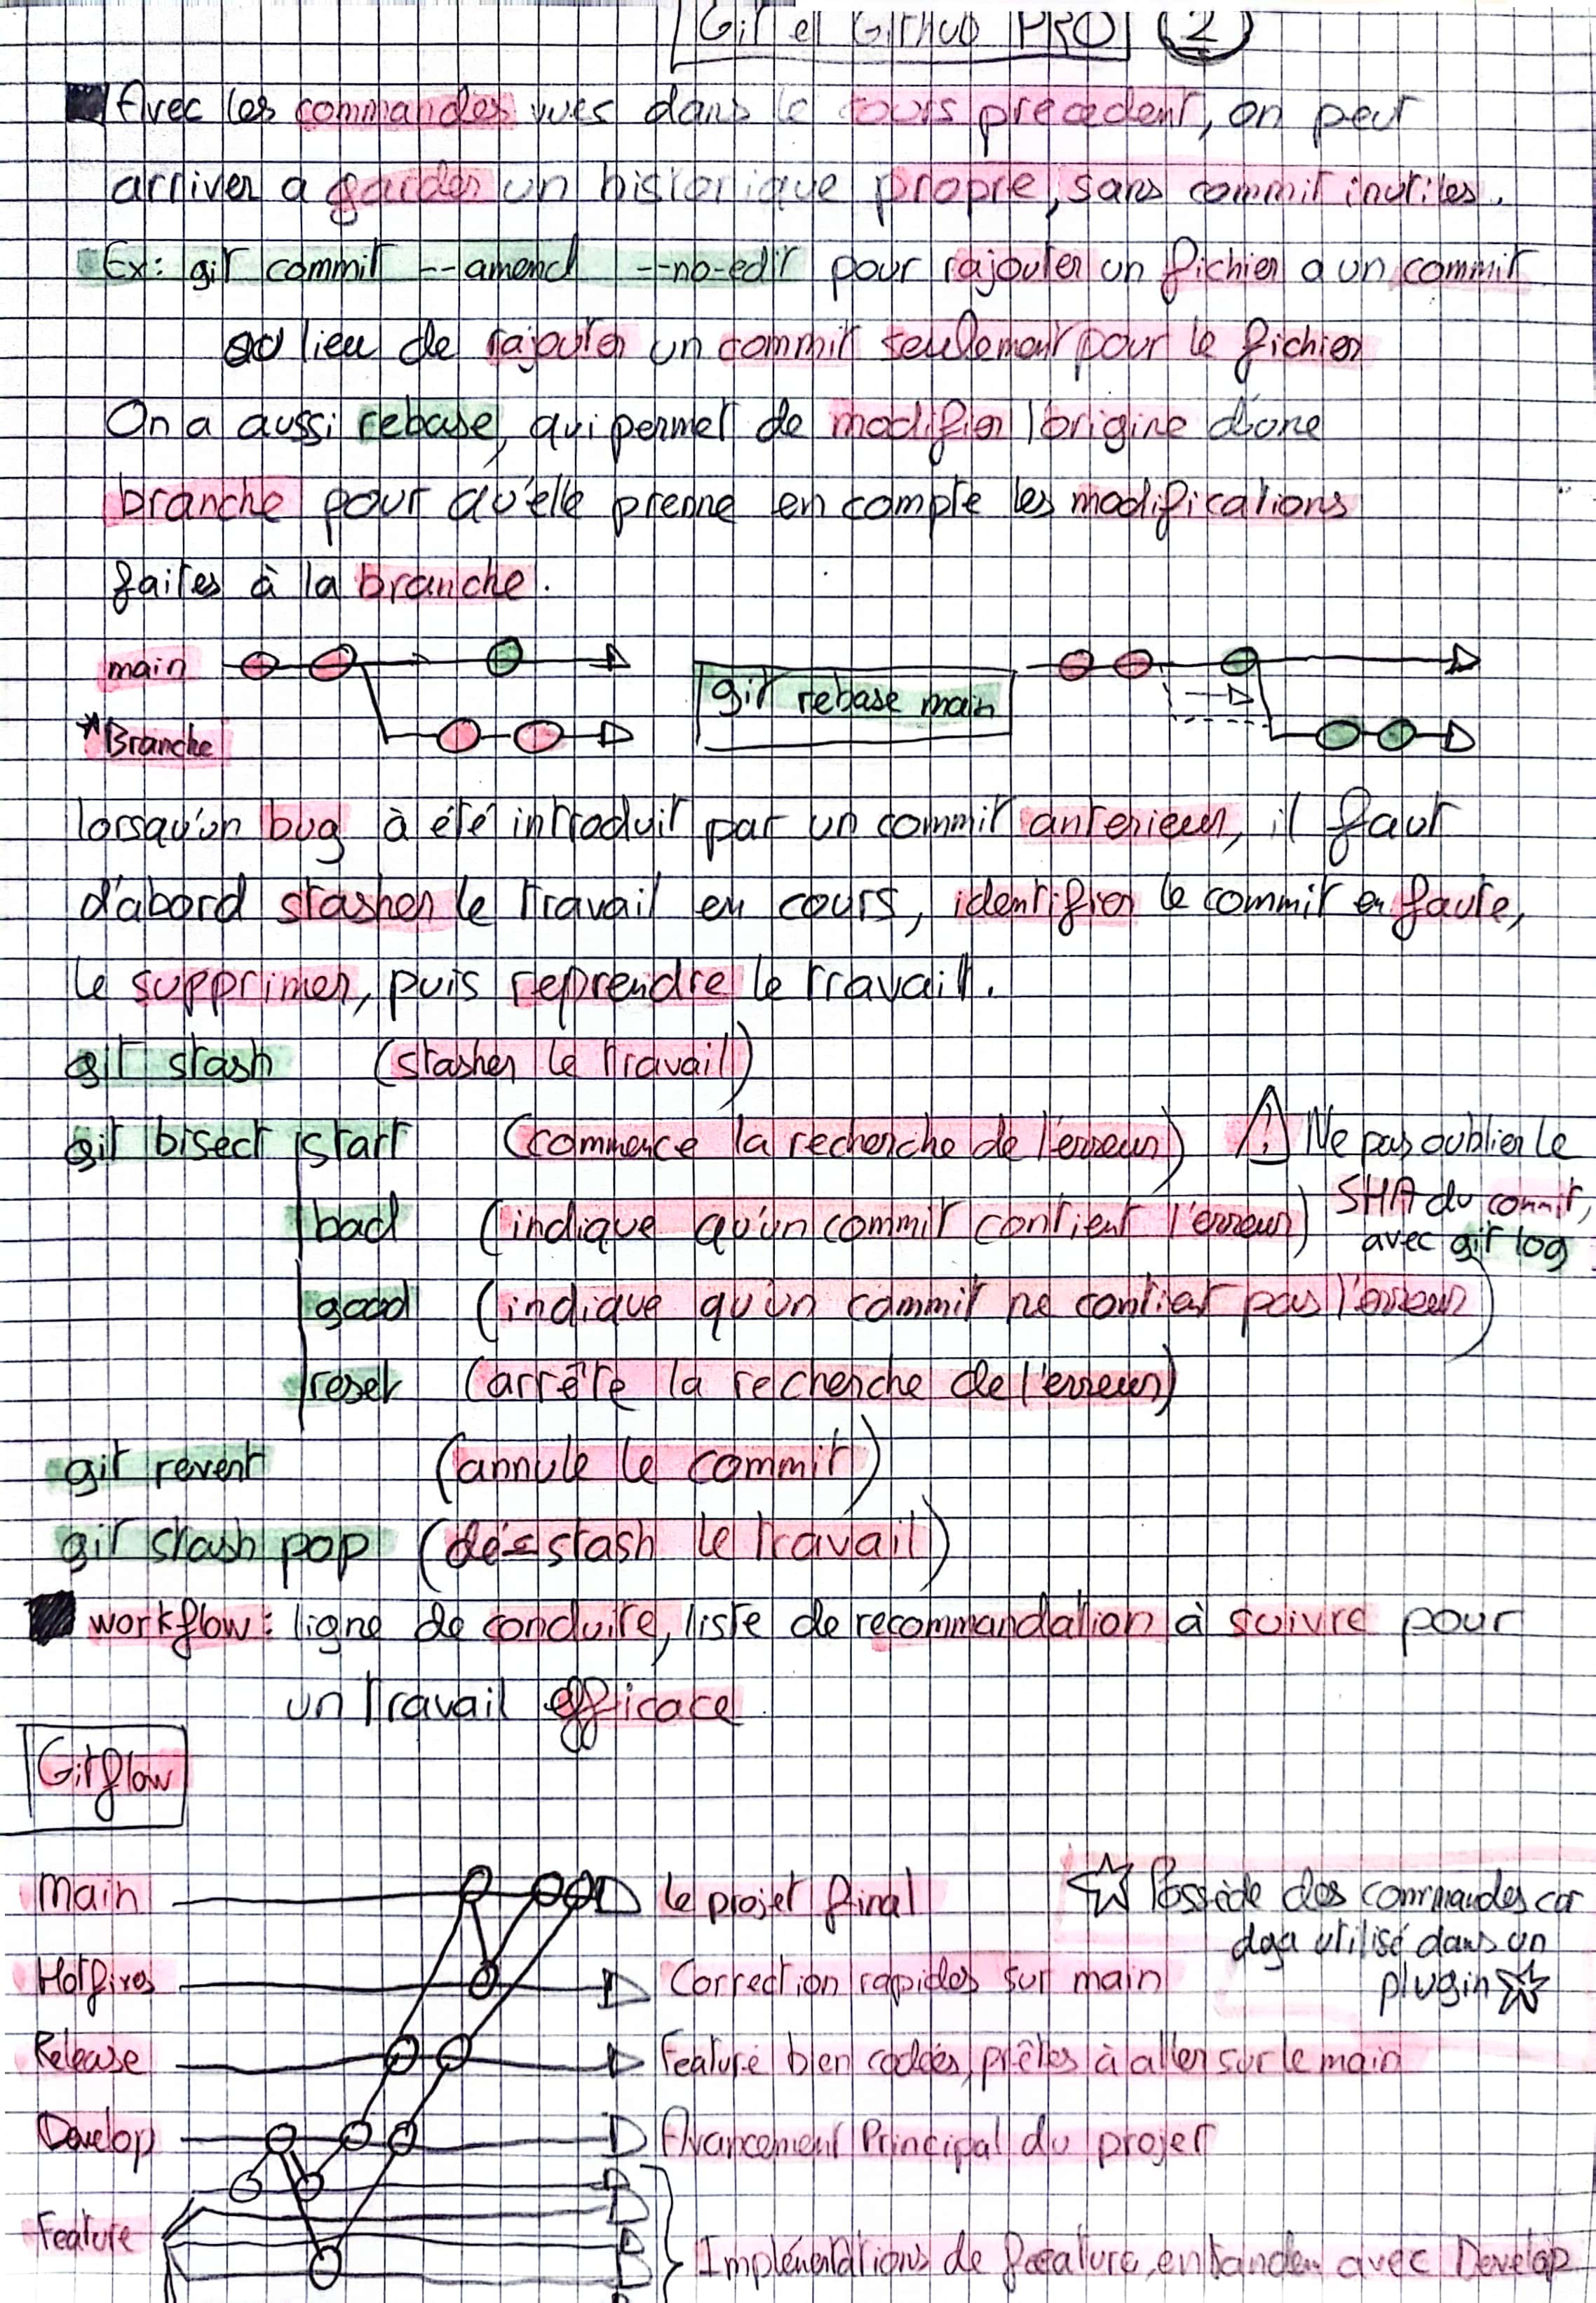 Git et Github PRO 2
Avec les commandes vues dans le cours precedent, on peut
arriver a garder un historique propre, sans commit inutiles.
Ex: git commit --amend --no-edit pour rajouter un fichier a un commit
au lieu de rajouter un commit seulement pour le fichier
On a aussi rebase, qui permet de modifier l'origine d'une
branche pour qu'elle prenne en compte les modifications
faites à la branche.
main
*Branche
git rebase main
lorsqu'un bug à été introduit par un commit anterieur, il faut
d'abord stasher le travail en cours, identifier le commit en faute,
le supprimer, puis reprendre le travail.
git stash (stasher le travail)
git bisect start (commence la recherche de l'erreur) ⚠ Ne pas oublier le
SHA du commit,
bad (indique qu'un commit contient l'erreur)
avec git log
good (indique qu'un commit ne contient pas l'erreur)
reset (arrête la recherche de l'erreur)
git revert (annule le commit)
git stash pop (dé-stash le travail)
workflow: ligne de conduite, liste de recommandation à suivre pour
un travail efficace
Gitflow
Main le projet final
☆ Possède des commandes car
deja utilisé dans un
plugin ☆
Hotfixes Correction rapides sur main
Release Feature bien codées, prêtes à aller sur le main
Develop Avancement Principal du projet
Feature Implémentations de feature, en tandem avec Develop